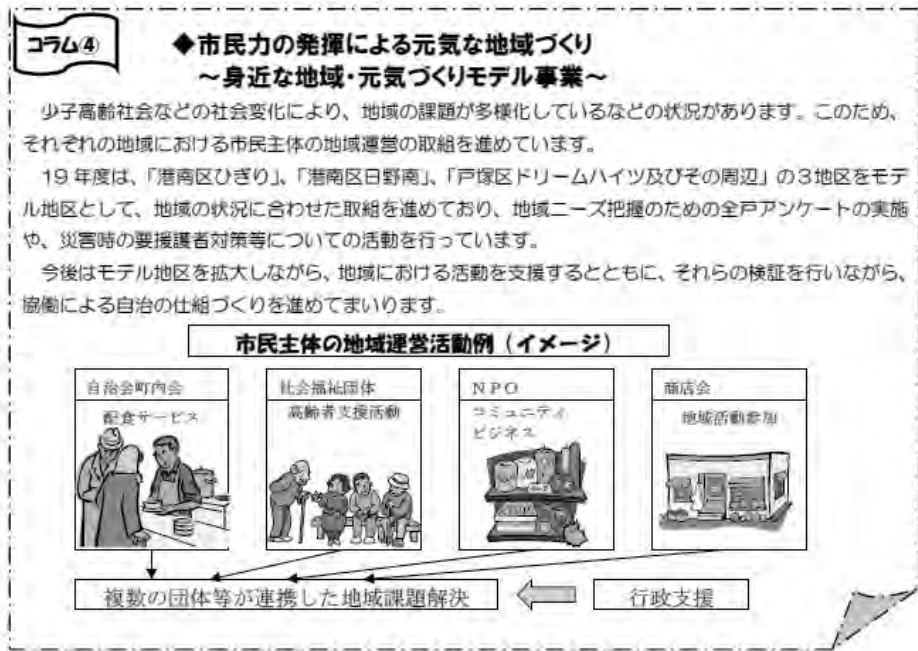 コラム④
◆市民力の発揮による元気な地域づくり
～身近な地域・元気づくりモデル事業～
少子高齢社会などの社会変化により、地域の課題が多様化しているなどの状況があります。このため、
それぞれの地域における市民主体の地域運営の取組を進めています。
19年度は、「港南区ひぎり」、「港南区日野南」、「戸塚区ドリームハイツ及びその周辺」の3地区をモデ
ル地区として、地域の状況に合わせた取組を進めており、地域ニーズ把握のための全戸アンケートの実施
や、災害時の要援護者対策等についての活動を行っています。
今後はモデル地区を拡大しながら、地域における活動を支援するとともに、それらの検証を行いながら、
協働による自治の仕組づくりを進めてまいります。
市民主体の地域運営活動例（イメージ）
自治会町内会
配食サービス
社会福祉団体
高齢者支援活動
NPO
コミュニティ
ビジネス
商店会
地域活動参加
複数の団体等が連携した地域課題解決
行政支援